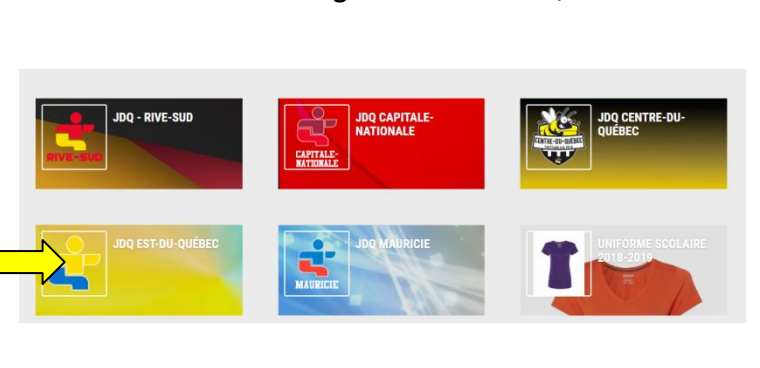 JDQ - RIVE-SUD
RIVE-SUD
JDQ CAPITALE-
NATIONALE
CAPITALE-
NATIONALE
JDQ CENTRE-DU-
QUÉBEC
CENTRE-DU-QUÉBEC
JDQ EST-DU-QUÉBEC
JDQ MAURICIE
MAURICIE
UNIFORME SCOLAIRE
2018-2019